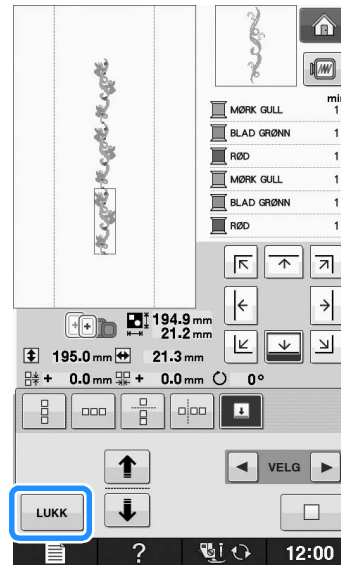 min
MØRK GULL 1
BLAD GRØNN 1
RØD 1
MØRK GULL 1
BLAD GRØNN 1
RØD 1
194.9 mm
21.2 mm
195.0 mm 21.3 mm
+ 0.0 mm + 0.0 mm 0°
VELG
LUKK
? 12:00